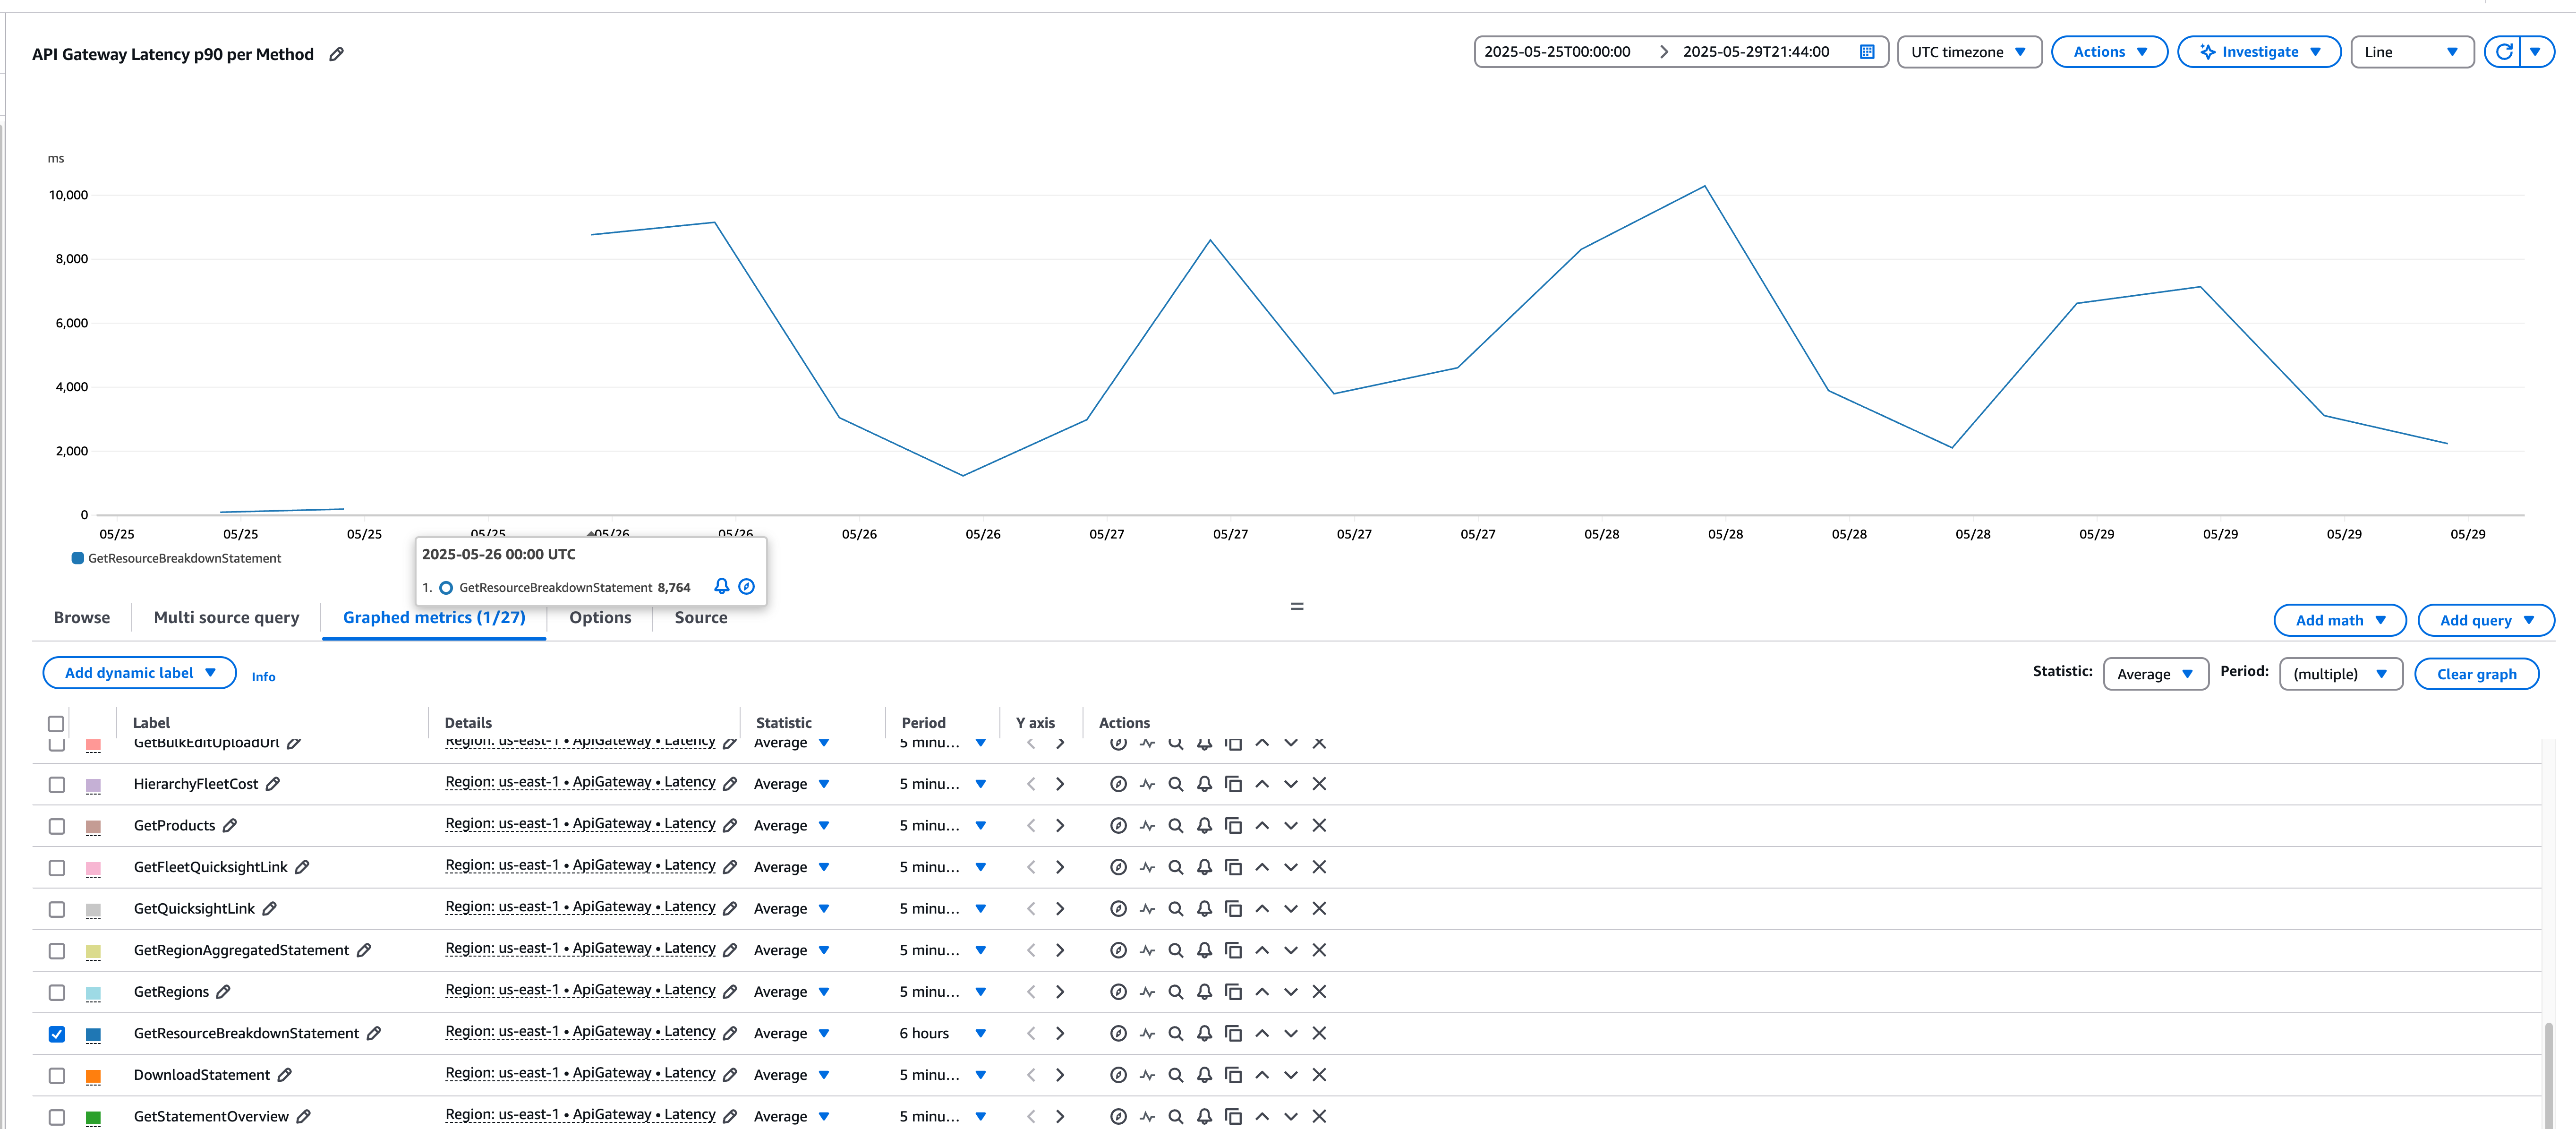 API Gateway Latency p90 per Method
2025-05-25T00:00:00 2025-05-29T21:44:00 UTC timezone Actions Investigate Line
ms
10,000
8,000
6,000
4,000
2,000
0
05/25 05/25 05/25 05/25 05/26 05/26 05/26 05/26 05/27 05/27 05/27 05/27 05/28 05/28 05/28 05/28 05/29 05/29 05/29 05/29
GetResourceBreakdownStatement
2025-05-26 00:00 UTC
1. GetResourceBreakdownStatement 8,764
Browse Multi source query Graphed metrics (1/27) Options Source
Add math Add query
Add dynamic label Info
Statistic: Average Period: (multiple) Clear graph
Label Details Statistic Period Y axis Actions
GetBulkEditUploadUrl Region: us-east-1 • ApiGateway • Latency Average 5 minu...
HierarchyFleetCost Region: us-east-1 • ApiGateway • Latency Average 5 minu...
GetProducts Region: us-east-1 • ApiGateway • Latency Average 5 minu...
GetFleetQuicksightLink Region: us-east-1 • ApiGateway • Latency Average 5 minu...
GetQuicksightLink Region: us-east-1 • ApiGateway • Latency Average 5 minu...
GetRegionAggregatedStatement Region: us-east-1 • ApiGateway • Latency Average 5 minu...
GetRegions Region: us-east-1 • ApiGateway • Latency Average 5 minu...
GetResourceBreakdownStatement Region: us-east-1 • ApiGateway • Latency Average 6 hours
DownloadStatement Region: us-east-1 • ApiGateway • Latency Average 5 minu...
GetStatementOverview Region: us-east-1 • ApiGateway • Latency Average 5 minu...